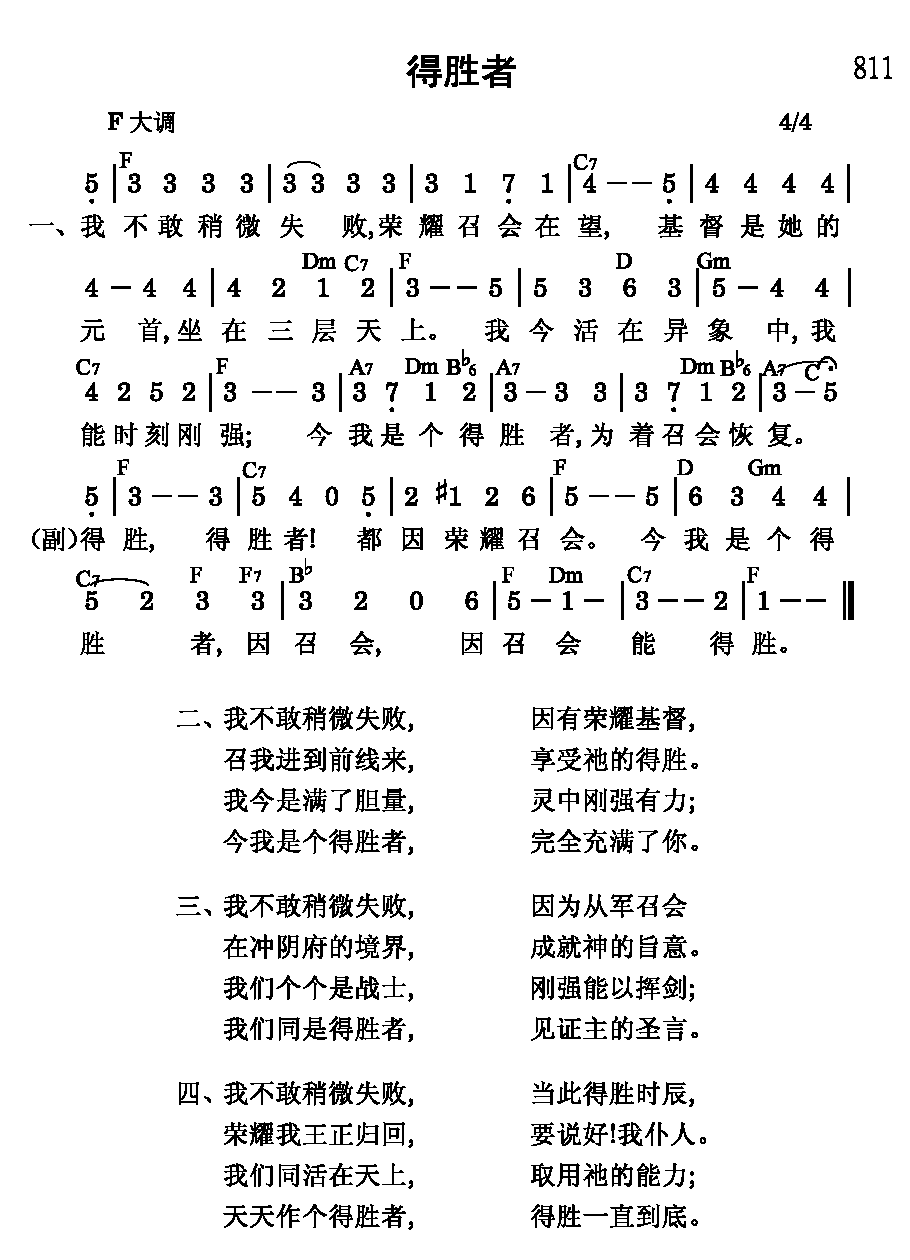 得胜者 811
F 大调 4/4
F C7
5 | 3 3 3 3 | 3 3 3 3 | 3 1 7 1 | 4 - - 5 | 4 4 4 4 |
一、我 不 敢 稍 微 失 败, 荣 耀 召 会 在 望, 基 督 是 她 的
Dm C7 F D Gm
4 - 4 4 | 4 2 1 2 | 3 - - 5 | 5 3 6 3 | 5 - 4 4 |
元 首, 坐 在 三 层 天 上。 我 今 活 在 异 象 中, 我
C7 F A7 Dm B♭6 A7 Dm B♭6 A7 C
4 2 5 2 | 3 - - 3 | 3 7 1 2 | 3 - 3 3 | 3 7 1 2 | 3 - 5
能 时 刻 刚 强; 今 我 是 个 得 胜 者, 为 着 召 会 恢 复。
F C7 F D Gm
5 | 3 - - 3 | 5 4 0 5 | 2 #1 2 6 | 5 - - 5 | 6 3 4 4 |
(副)得 胜, 得 胜 者! 都 因 荣 耀 召 会。 今 我 是 个 得
C7 F F7 B♭ F Dm C7 F
5 2 3 3 | 3 2 0 6 | 5 - 1 - | 3 - - 2 | 1 - - ‖
胜 者, 因 召 会, 因 召 会 能 得 胜。
二、我不敢稍微失败, 因有荣耀基督,
召我进到前线来, 享受祂的得胜。
我今是满了胆量, 灵中刚强有力;
今我是个得胜者, 完全充满了你。
三、我不敢稍微失败, 因为从军召会
在冲阴府的境界, 成就神的旨意。
我们个个是战士, 刚强能以挥剑;
我们同是得胜者, 见证主的圣言。
四、我不敢稍微失败, 当此得胜时辰,
荣耀我王正归回, 要说好!我仆人。
我们同活在天上, 取用祂的能力;
天天作个得胜者, 得胜一直到底。